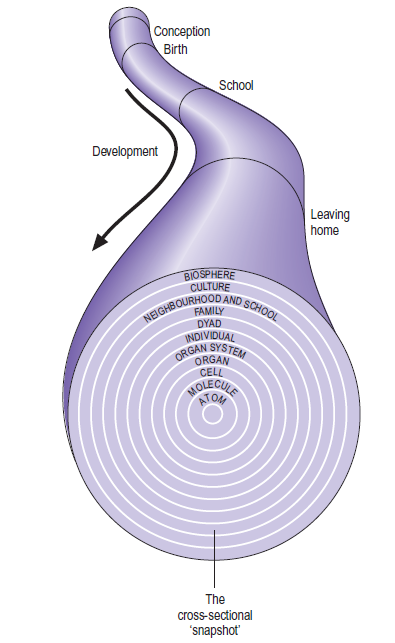 Conception
Birth
School
Development
Leaving
home
BIOSPHERE
CULTURE
NEIGHBOURHOOD AND SCHOOL
FAMILY
DYAD
INDIVIDUAL
ORGAN SYSTEM
ORGAN
CELL
MOLECULE
ATOM
The
cross-sectional
'snapshot'